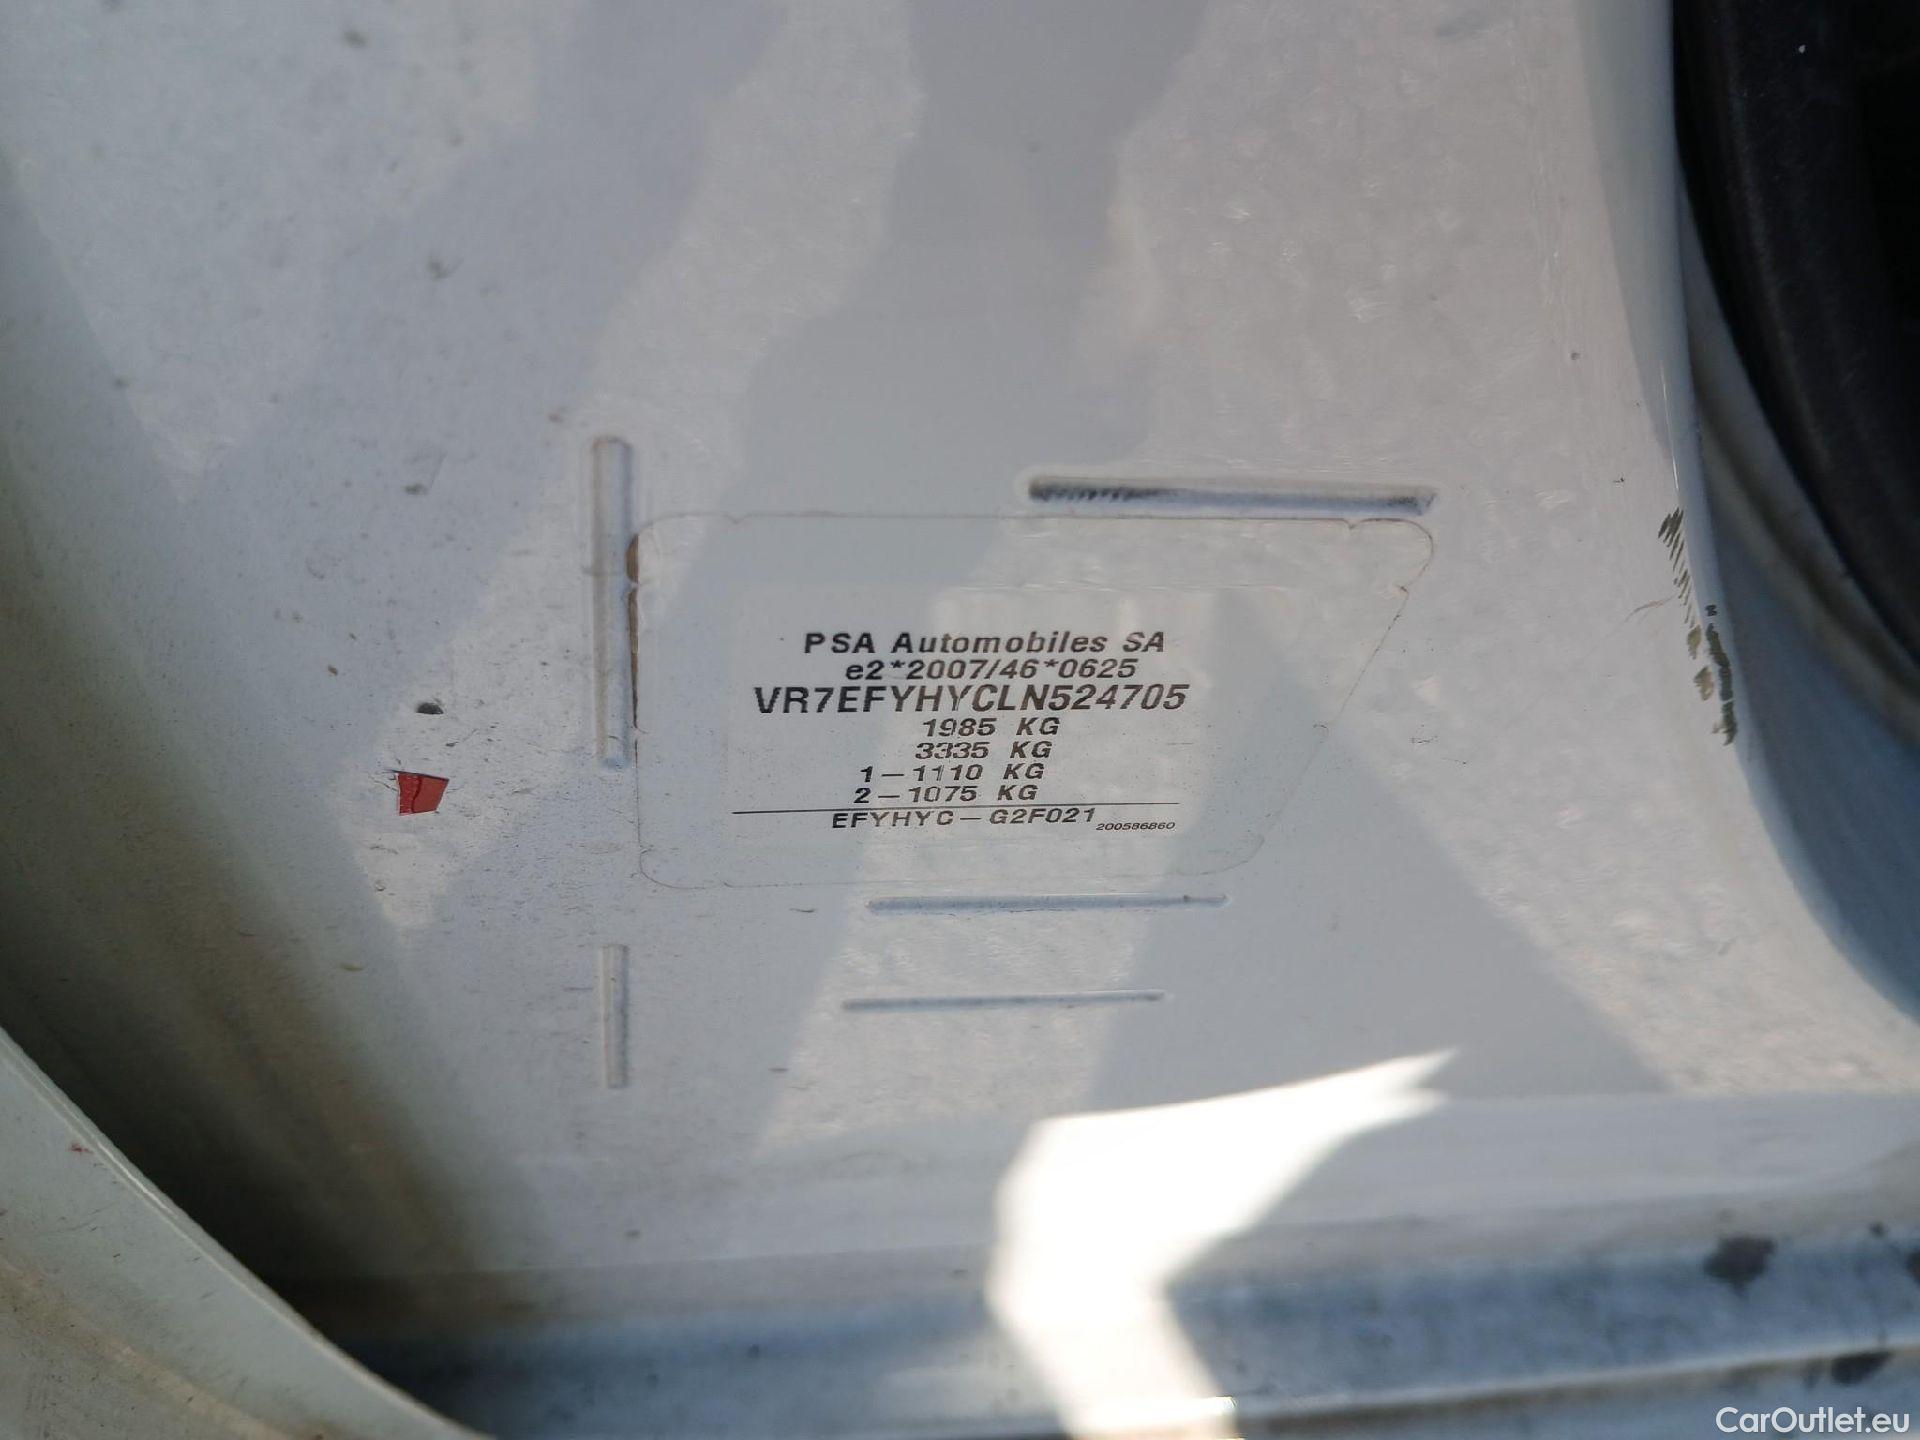 PSA Automobiles SA
e2*2007/46*0625
VR7EFYHYCLN524705
1985 KG
3335 KG
1-1110 KG
2-1075 KG
EFYHYC-G2F021
200586860
CarOutlet.eu